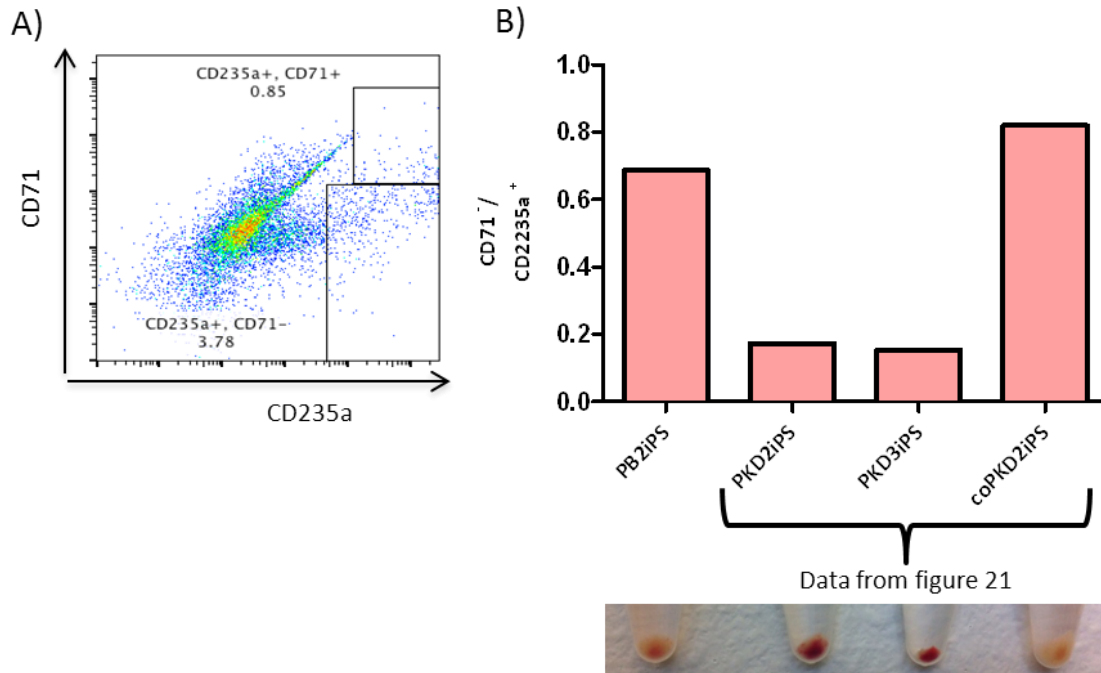 A)
CD71
CD235a+, CD71+
0.85
CD235a+, CD71-
3.78
CD235a
B)
CD71⁻/
CD2235a⁺
1.0
0.8
0.6
0.4
0.2
0.0
PB2iPS
PKD2iPS
PKD3iPS
coPKD2iPS
Data from figure 21